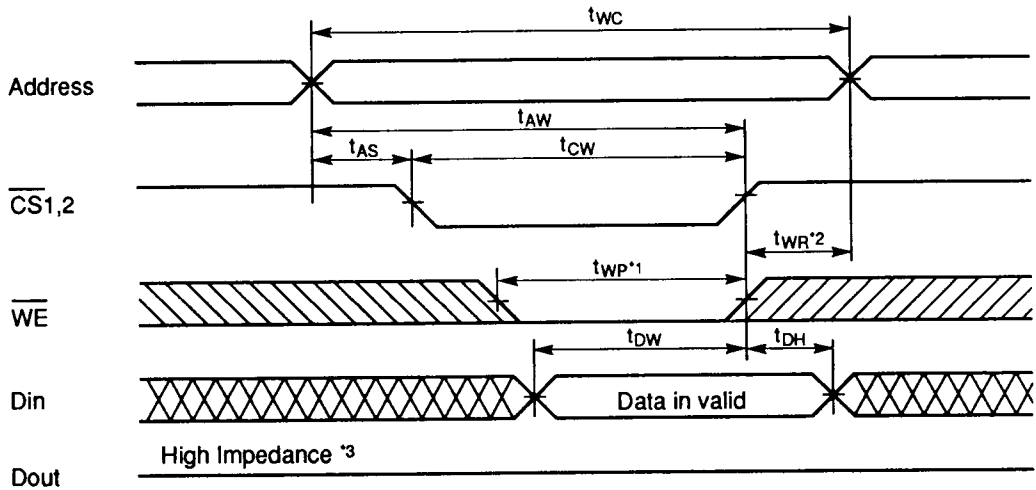 tWC
Address
tAW
tAS
tCW
CS1,2
tWR*2
tWP*1
WE
tDW
tDH
Din
Data in valid
High Impedance *3
Dout